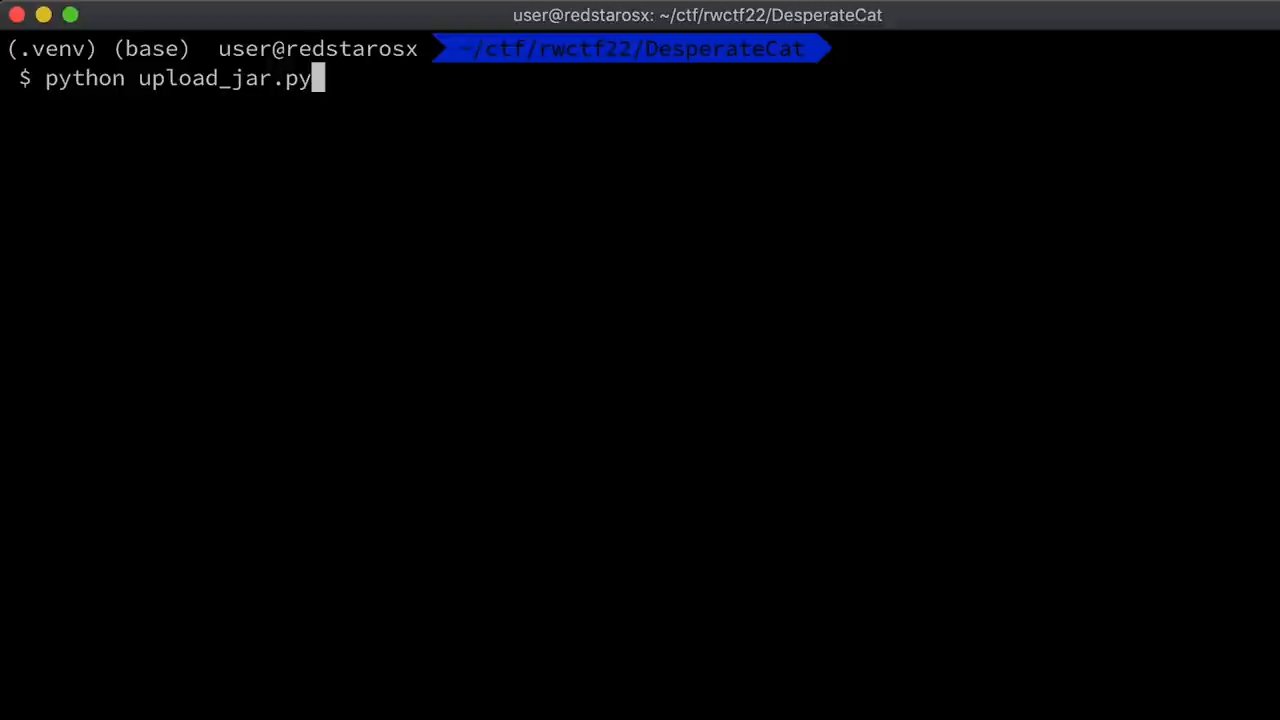 user@redstarosx: ~/ctf/rwctf22/DesperateCat
(.venv) (base) user@redstarosx ~/ctf/rwctf22/DesperateCat
$ python upload_jar.py